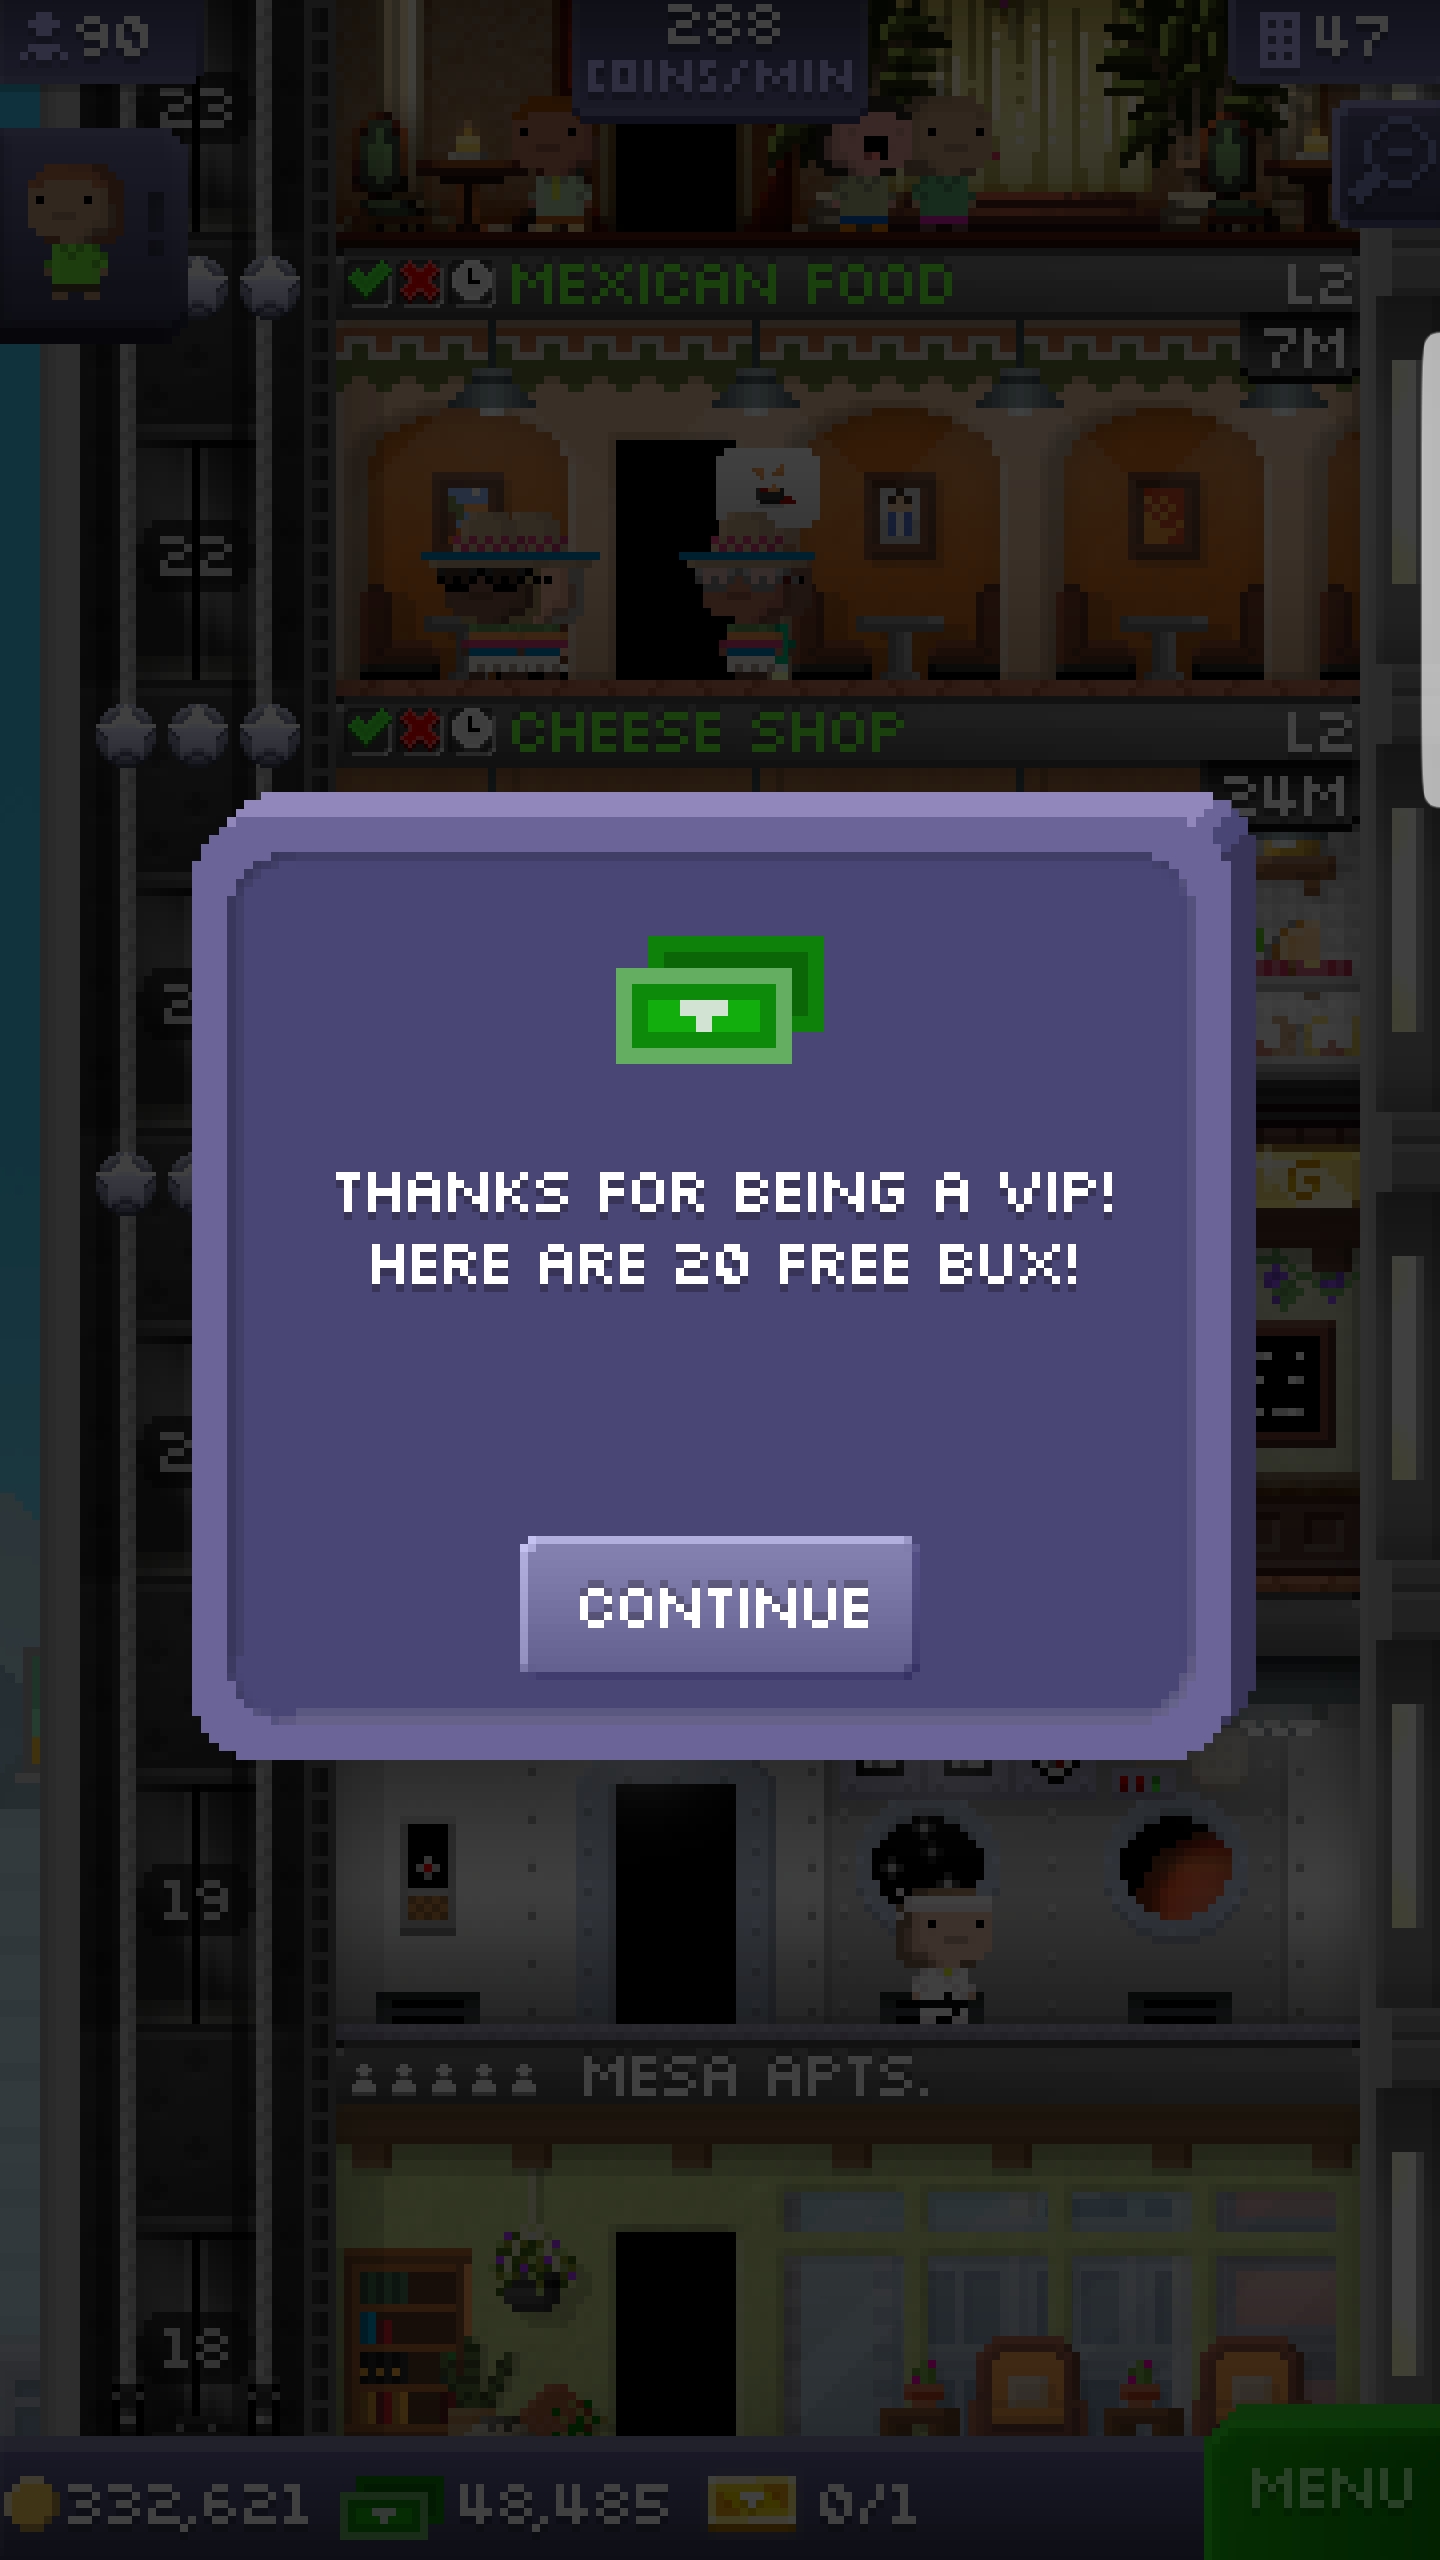 90
288
COINS/MIN
47
23
MEXICAN FOOD
L2
7M
22
CHEESE SHOP
L2
24M
THANKS FOR BEING A VIP!
HERE ARE 20 FREE BUX!
CONTINUE
G
19
MESA APTS.
18
332,621
48,485
0/1
MENU